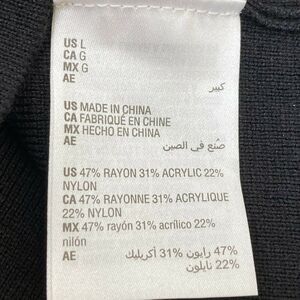 US L
CA G
MX G
AE
كبير
US MADE IN CHINA
CA FABRIQUÉ EN CHINE
MX HECHO EN CHINA
AE
صنع في الصين
US 47% RAYON 31% ACRYLIC 22%
NYLON
CA 47% RAYONNE 31% ACRYLIQUE
22% NYLON
MX 47% rayón 31% acrílico 22%
nilón
AE
47% رايون 31% أكريليك
22% نايلون